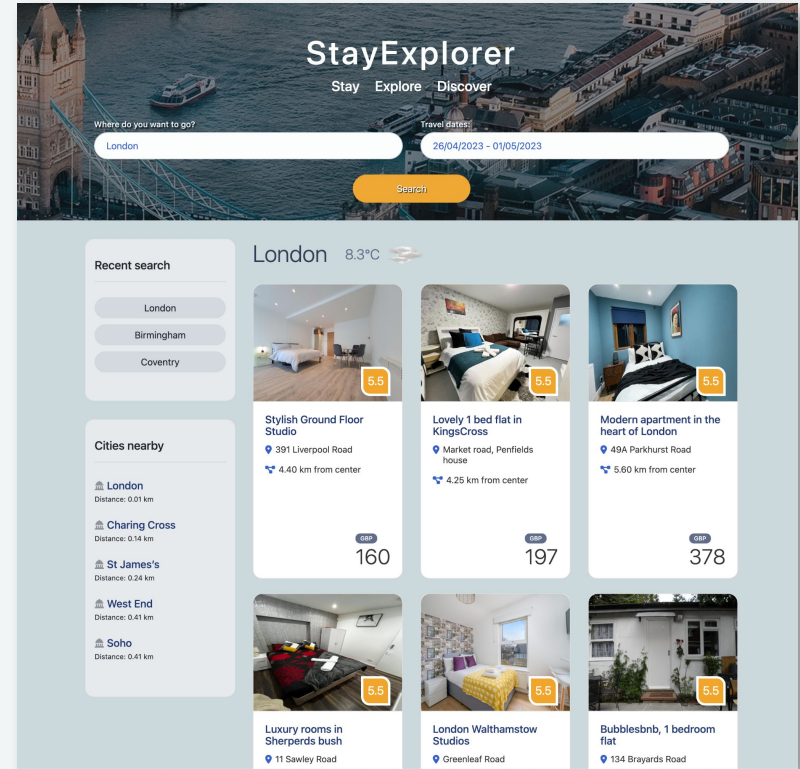 StayExplorer
Stay Explore Discover
Where do you want to go?
Travel dates:
London
26/04/2023 - 01/05/2023
Search
Recent search
London
Birmingham
Coventry
Cities nearby
London
Distance: 0.01 km
Charing Cross
Distance: 0.14 km
St James's
Distance: 0.24 km
West End
Distance: 0.41 km
Soho
Distance: 0.41 km
London 8.3°C
5.5
Stylish Ground Floor
Studio
391 Liverpool Road
4.40 km from center
GBP
160
5.5
Lovely 1 bed flat in
KingsCross
Market road, Penfields
house
4.25 km from center
GBP
197
5.5
Modern apartment in the
heart of London
49A Parkhurst Road
5.60 km from center
GBP
378
5.5
Luxury rooms in
Sherperds bush
11 Sawley Road
5.5
London Walthamstow
Studios
Greenleaf Road
5.5
Bubblesbnb, 1 bedroom
flat
134 Brayards Road